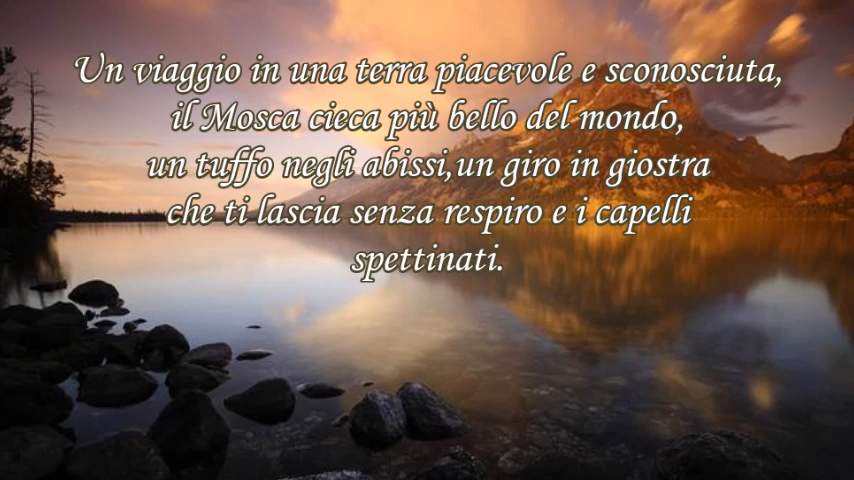 Un viaggio in una terra piacevole e sconosciuta,
il Mosca cieca più bello del mondo,
un tuffo negli abissi,un giro in giostra
che ti lascia senza respiro e i capelli
spettinati.